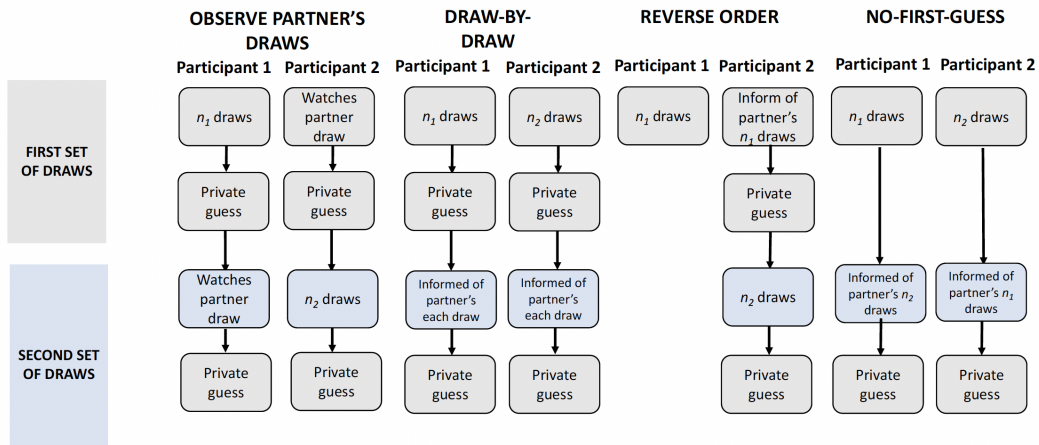 OBSERVE PARTNER'S
DRAWS
DRAW-BY-
DRAW
REVERSE ORDER
NO-FIRST-GUESS
Participant 1
Participant 2
Participant 1
Participant 2
Participant 1
Participant 2
Participant 1
Participant 2
FIRST SET
OF DRAWS
n₁ draws
Watches
partner
draw
n₁ draws
n₂ draws
n₁ draws
Inform of
partner's
n₁ draws
n₁ draws
n₂ draws
Private
guess
Private
guess
Private
guess
Private
guess
Private
guess
SECOND SET
OF DRAWS
Watches
partner
draw
n₂ draws
Informed of
partner's
each draw
Informed of
partner's
each draw
n₂ draws
Informed of
partner's n₂
draws
Informed of
partner's n₁
draws
Private
guess
Private
guess
Private
guess
Private
guess
Private
guess
Private
guess
Private
guess